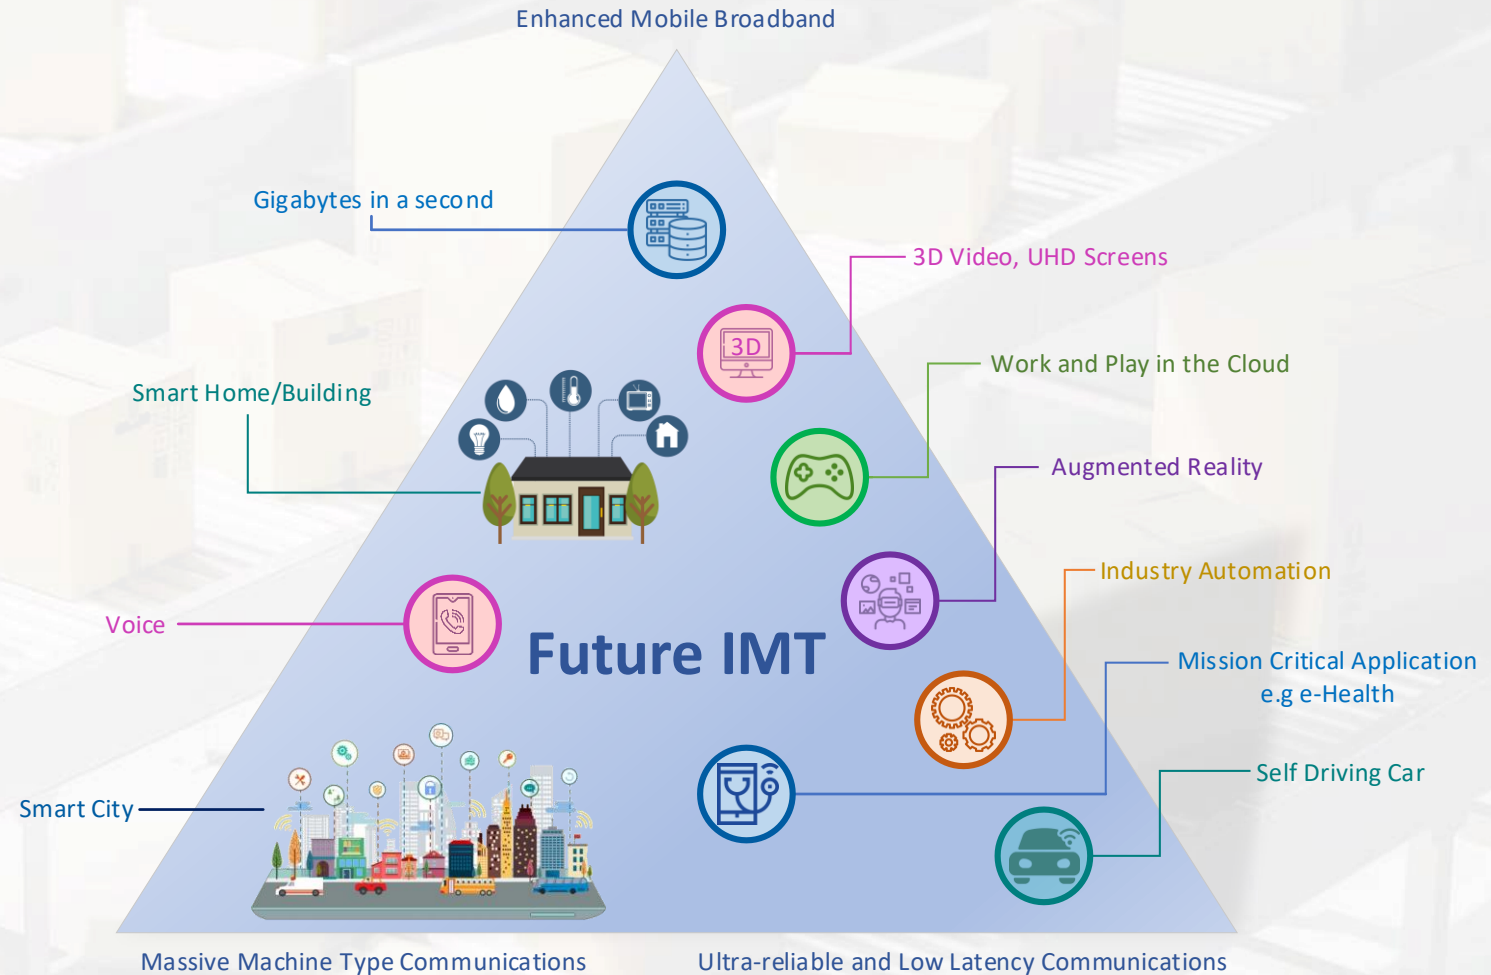 Enhanced Mobile Broadband
Gigabytes in a second
3D Video, UHD Screens
3D
Work and Play in the Cloud
Smart Home/Building
Augmented Reality
Industry Automation
Voice
Future IMT
Mission Critical Application
e.g e-Health
Self Driving Car
Smart City
Massive Machine Type Communications
Ultra-reliable and Low Latency Communications